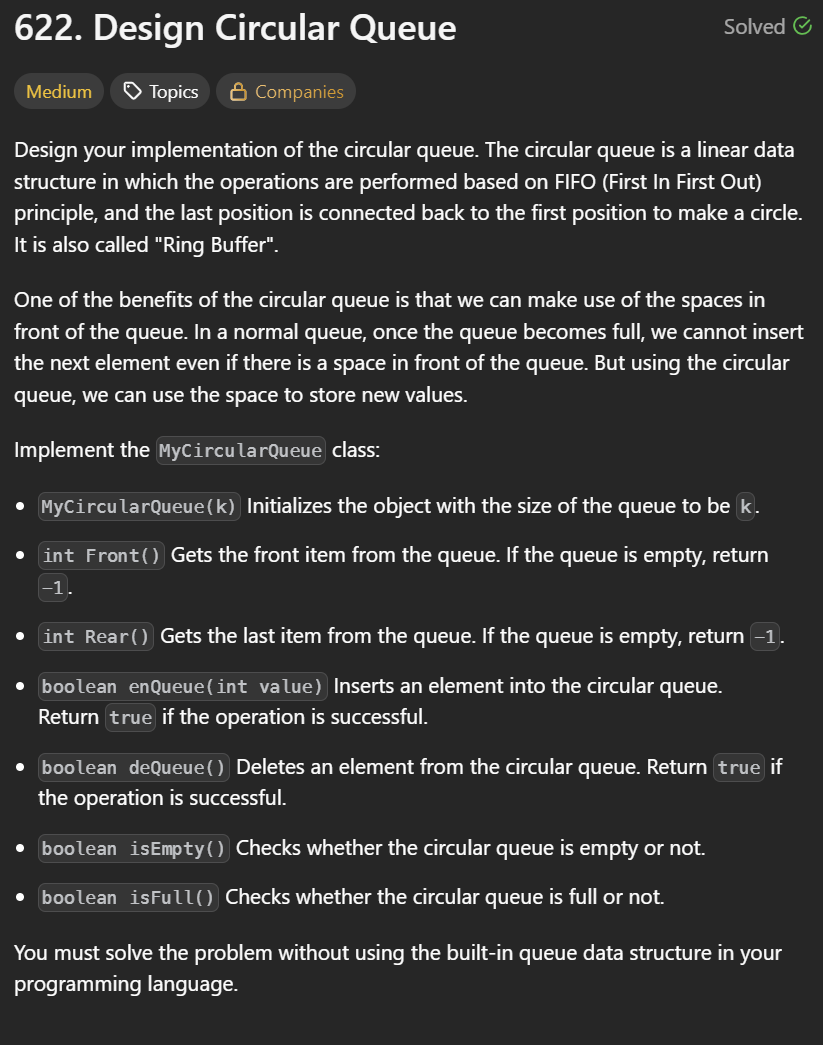 622. Design Circular Queue
Solved
Medium
Topics
Companies
Design your implementation of the circular queue. The circular queue is a linear data
structure in which the operations are performed based on FIFO (First In First Out)
principle, and the last position is connected back to the first position to make a circle.
It is also called "Ring Buffer".
One of the benefits of the circular queue is that we can make use of the spaces in
front of the queue. In a normal queue, once the queue becomes full, we cannot insert
the next element even if there is a space in front of the queue. But using the circular
queue, we can use the space to store new values.
Implement the MyCircularQueue class:
• MyCircularQueue(k) Initializes the object with the size of the queue to be k.
• int Front() Gets the front item from the queue. If the queue is empty, return
-1.
• int Rear() Gets the last item from the queue. If the queue is empty, return -1.
• boolean enQueue(int value) Inserts an element into the circular queue.
Return true if the operation is successful.
• boolean deQueue() Deletes an element from the circular queue. Return true if
the operation is successful.
• boolean isEmpty() Checks whether the circular queue is empty or not.
• boolean isFull() Checks whether the circular queue is full or not.
You must solve the problem without using the built-in queue data structure in your
programming language.